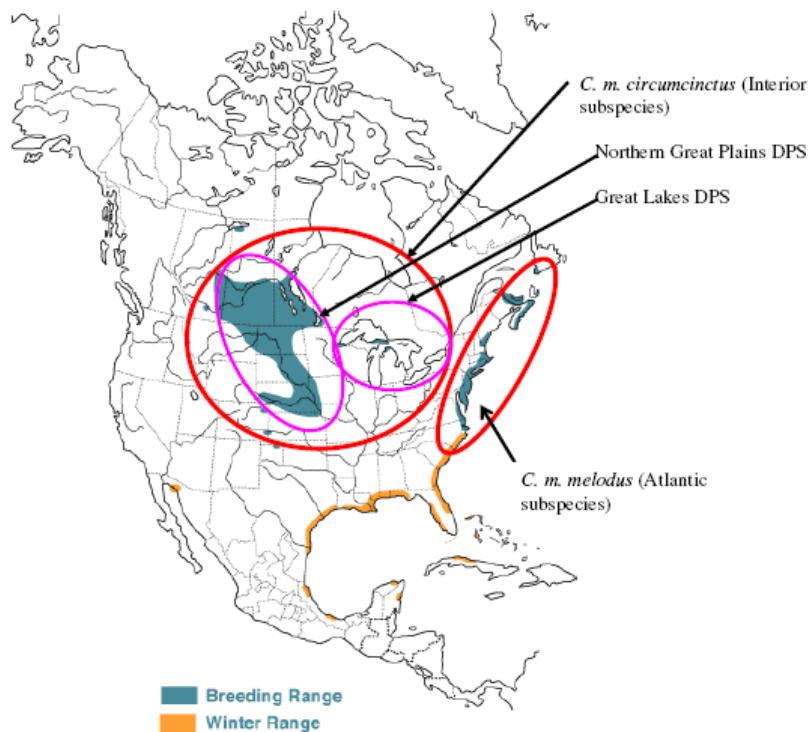 C. m. circumcinctus (Interior
subspecies)
Northern Great Plains DPS
Great Lakes DPS
C. m. melodus (Atlantic
subspecies)
Breeding Range
Winter Range